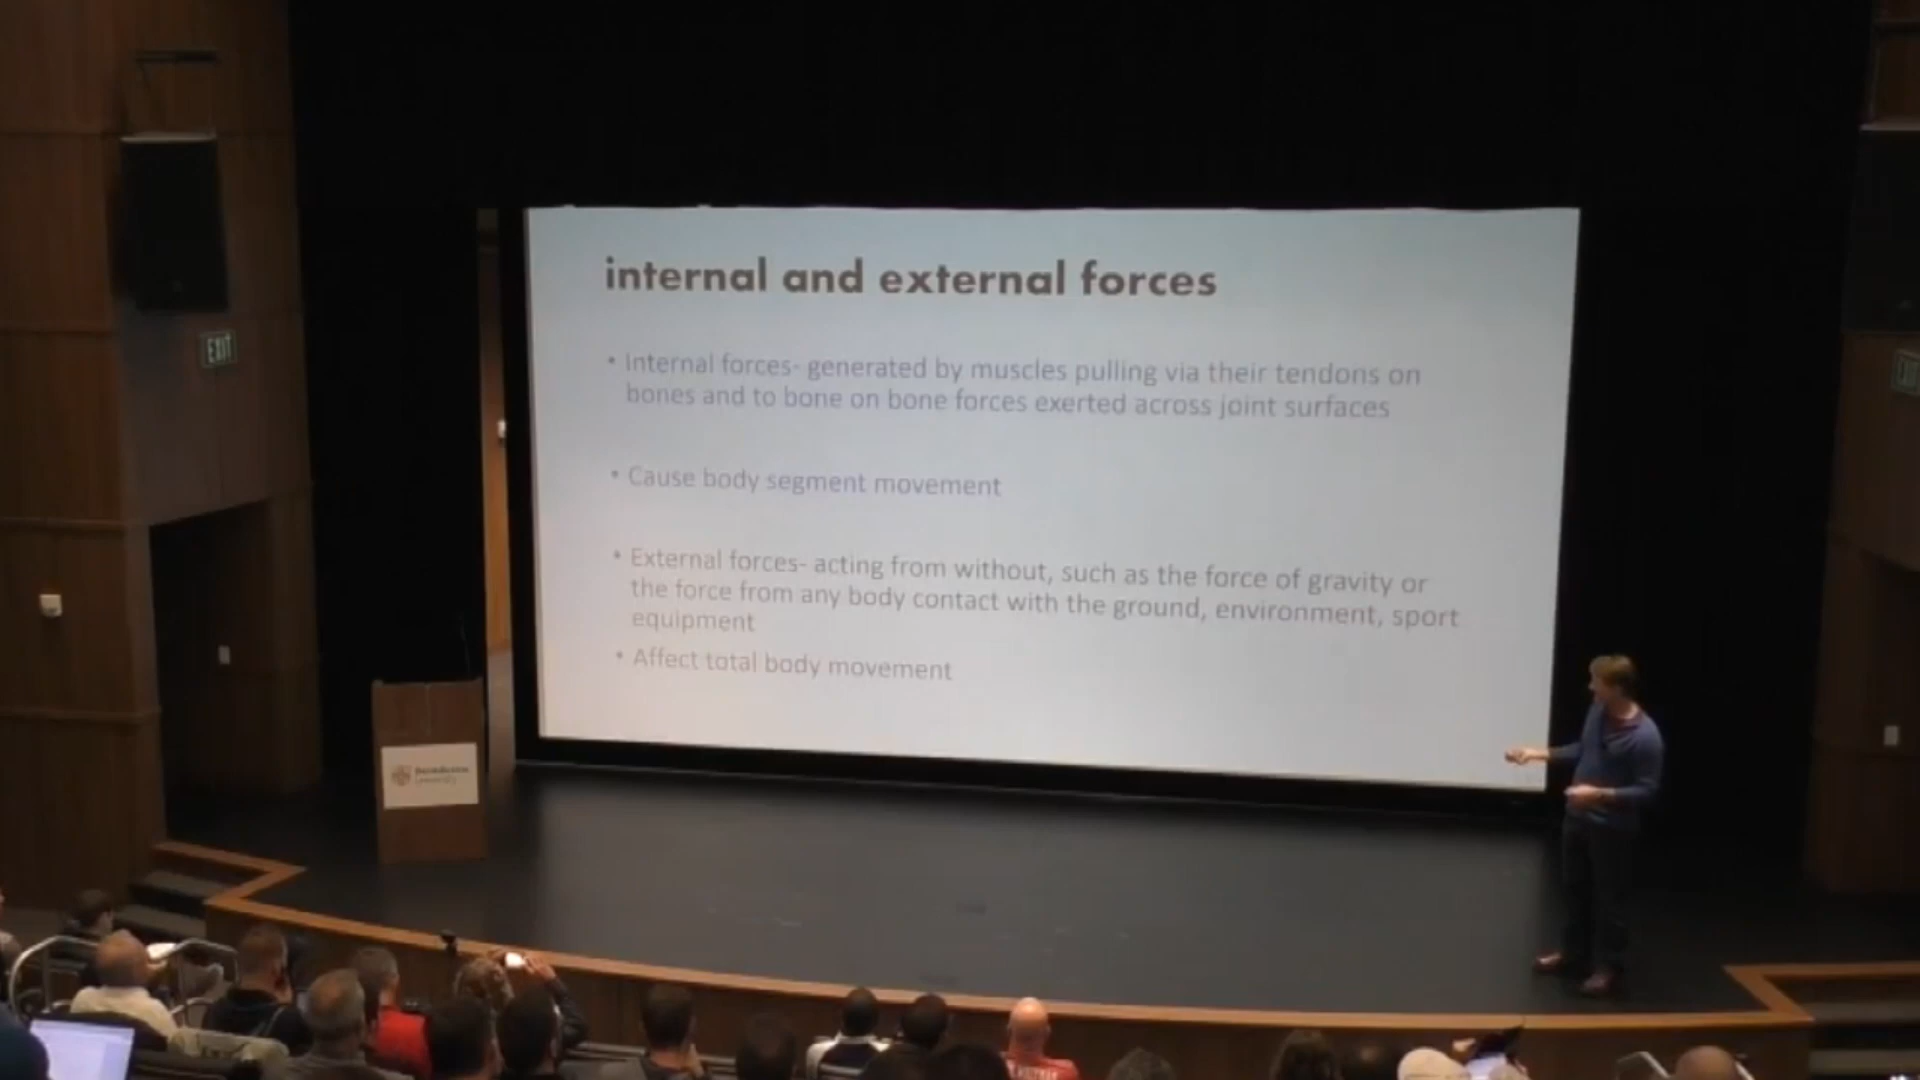 internal and external forces
• Internal forces- generated by muscles pulling via their tendons on
bones and to bone on bone forces exerted across joint surfaces
• Cause body segment movement
• External forces- acting from without, such as the force of gravity or
the force from any body contact with the ground, environment, sport
equipment
• Affect total body movement
EXIT
EXIT
Benedictine
University